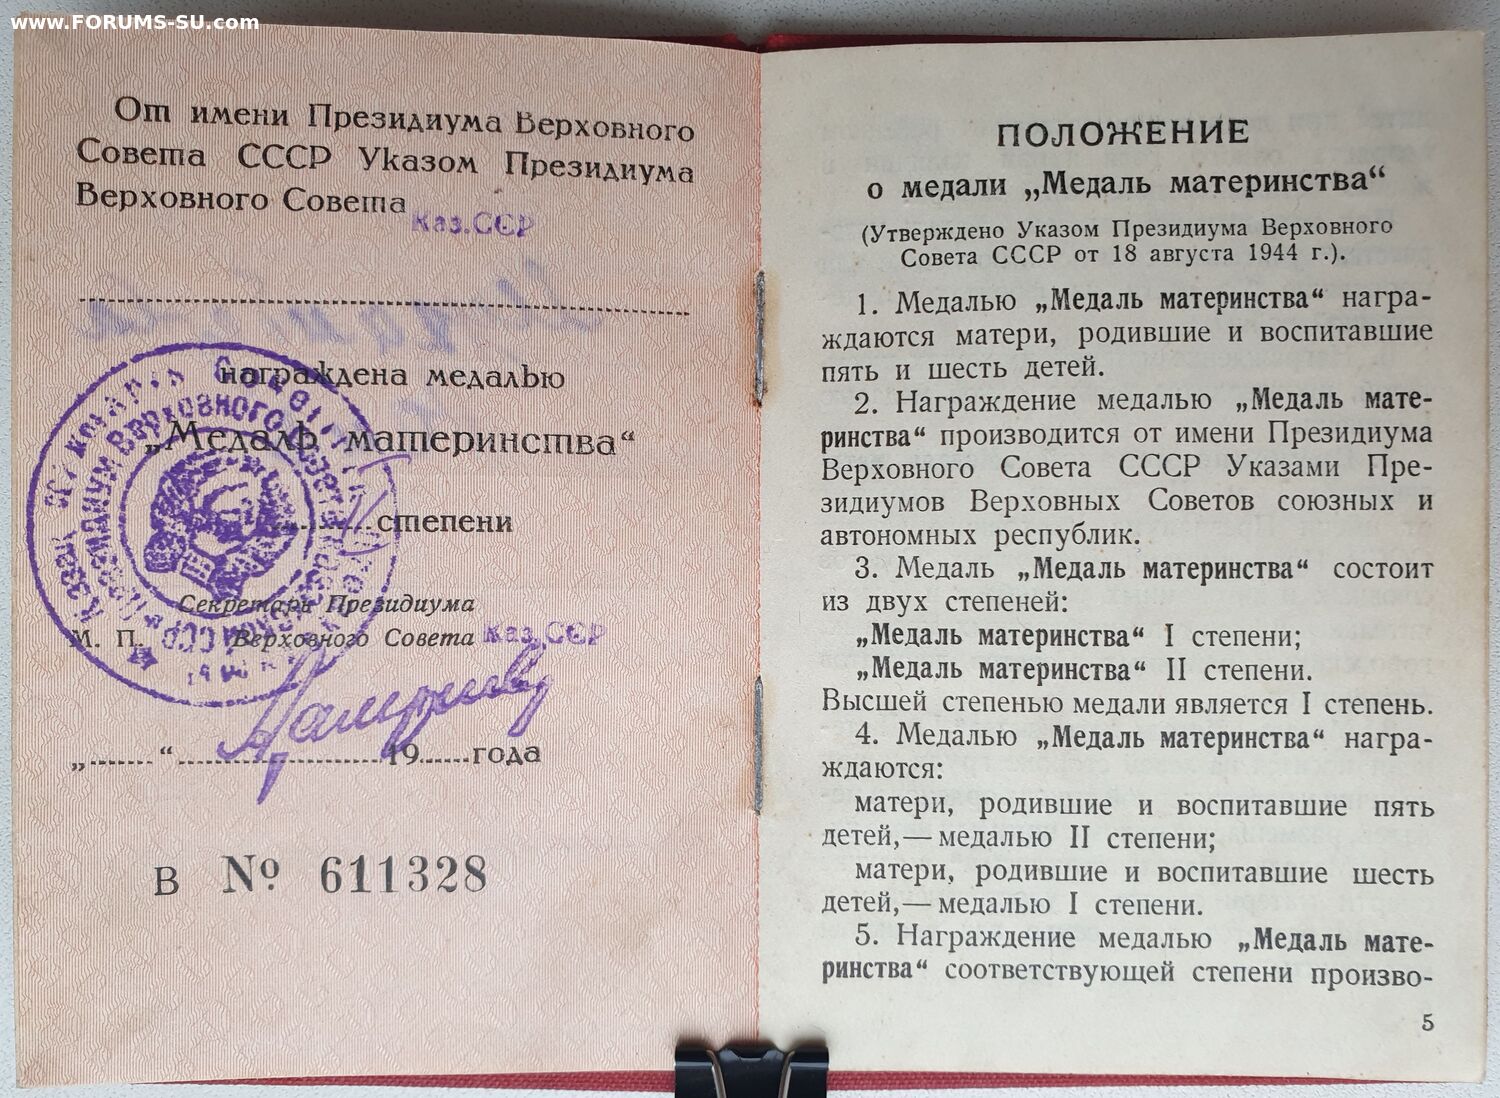 www.FORUMS-SU.com
От имени Президиума Верховного
Совета СССР Указом Президиума
Верховного Совета Каз.ССР
награждена медалью
„Медаль материнства“
II степени
Секретарь Президиума
М. П. Верховного Совета Каз.ССР
„ “ 19 года
В № 611328
ПОЛОЖЕНИЕ
о медали „Медаль материнства“
(Утверждено Указом Президиума Верховного
Совета СССР от 18 августа 1944 г.).
1. Медалью „Медаль материнства“ награ-
ждаются матери, родившие и воспитавшие
пять и шесть детей.
2. Награждение медалью „Медаль мате-
ринства“ производится от имени Президиума
Верховного Совета СССР Указами Пре-
зидиумов Верховных Советов союзных и
автономных республик.
3. Медаль „Медаль материнства“ состоит
из двух степеней:
„Медаль материнства“ I степени;
„Медаль материнства“ II степени.
Высшей степенью медали является I степень.
4. Медалью „Медаль материнства“ награ-
ждаются:
матери, родившие и воспитавшие пять
детей,— медалью II степени;
матери, родившие и воспитавшие шесть
детей,— медалью I степени.
5. Награждение медалью „Медаль мате-
ринства“ соответствующей степени произво-
5